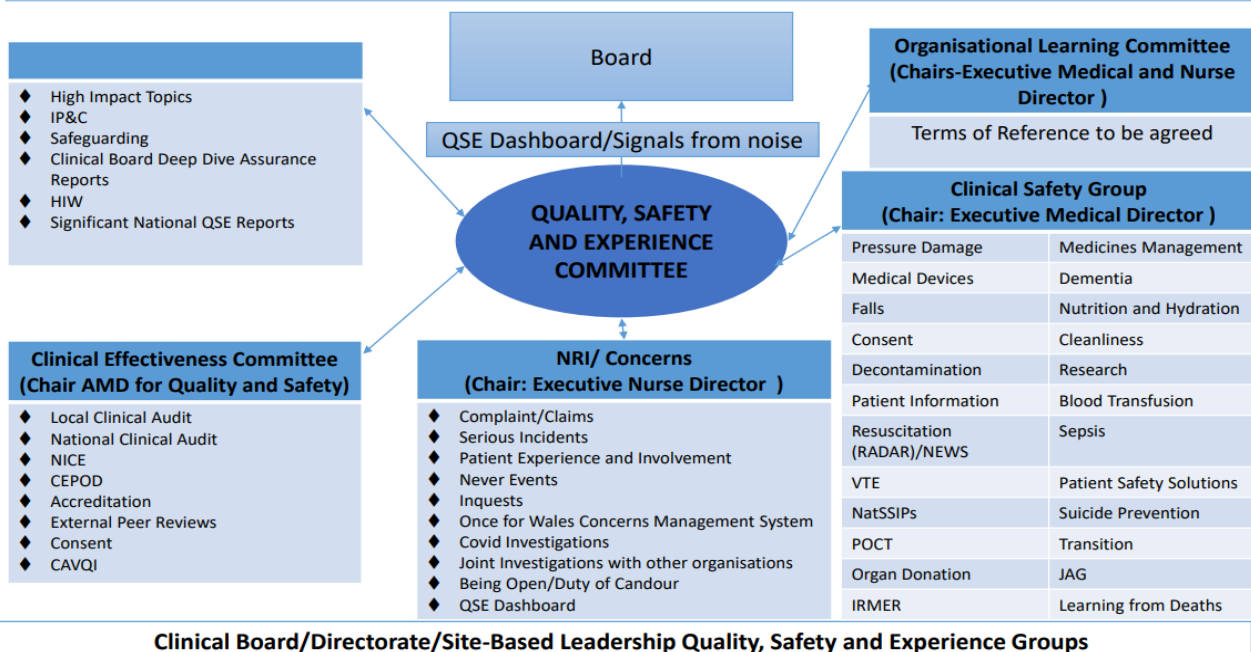 Board
QSE Dashboard/Signals from noise
QUALITY, SAFETY
AND EXPERIENCE
COMMITTEE
♦ High Impact Topics
♦ IP&C
♦ Safeguarding
♦ Clinical Board Deep Dive Assurance
Reports
♦ HIW
♦ Significant National QSE Reports
Organisational Learning Committee
(Chairs-Executive Medical and Nurse
Director )
Terms of Reference to be agreed
Clinical Effectiveness Committee
(Chair AMD for Quality and Safety)
♦ Local Clinical Audit
♦ National Clinical Audit
♦ NICE
♦ CEPOD
♦ Accreditation
♦ External Peer Reviews
♦ Consent
♦ CAVQI
NRI/ Concerns
(Chair: Executive Nurse Director )
♦ Complaint/Claims
♦ Serious Incidents
♦ Patient Experience and Involvement
♦ Never Events
♦ Inquests
♦ Once for Wales Concerns Management System
♦ Covid Investigations
♦ Joint Investigations with other organisations
♦ Being Open/Duty of Candour
♦ QSE Dashboard
Clinical Safety Group
(Chair: Executive Medical Director )
Pressure Damage Medicines Management
Medical Devices Dementia
Falls Nutrition and Hydration
Consent Cleanliness
Decontamination Research
Patient Information Blood Transfusion
Resuscitation Sepsis
(RADAR)/NEWS
VTE Patient Safety Solutions
NatSSIPs Suicide Prevention
POCT Transition
Organ Donation JAG
IRMER Learning from Deaths
Clinical Board/Directorate/Site-Based Leadership Quality, Safety and Experience Groups